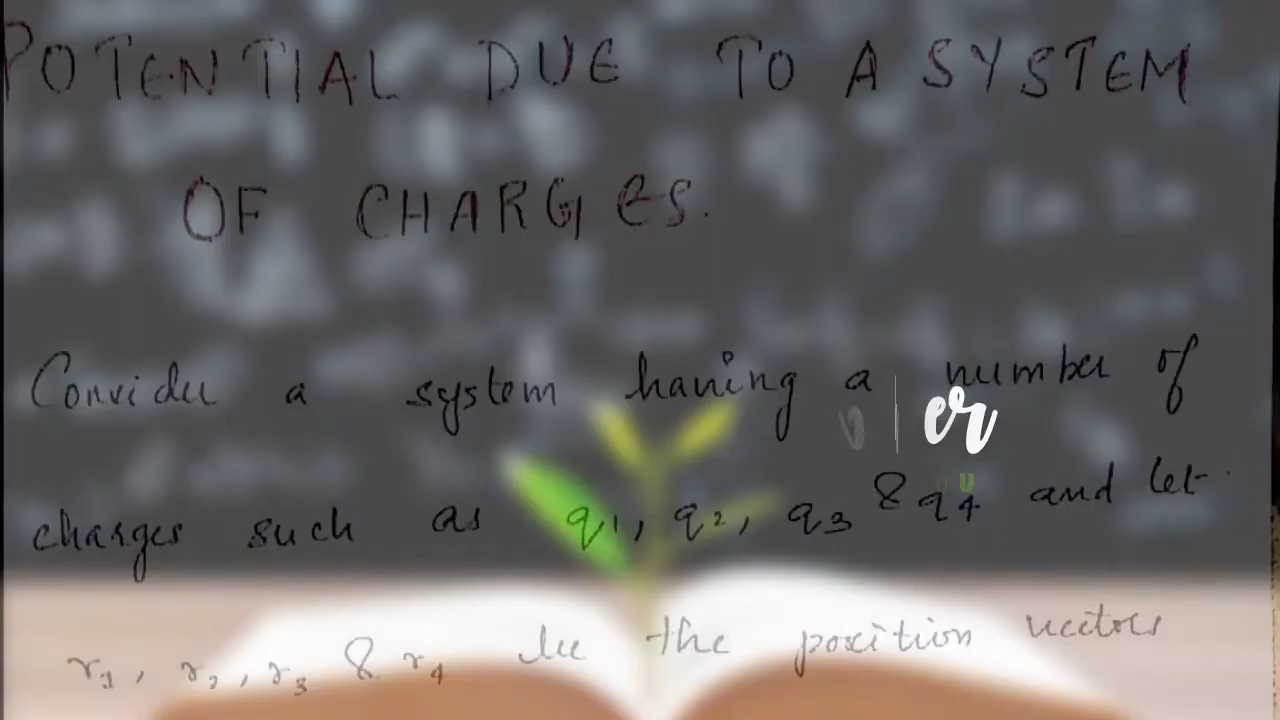 POTENTIAL DUE TO A SYSTEM
OF CHARGES.
Consider a system having a number of
er
charges such as q1, q2, q3 & q4 and let
r1, r2, r3 & r4 be the position vectors